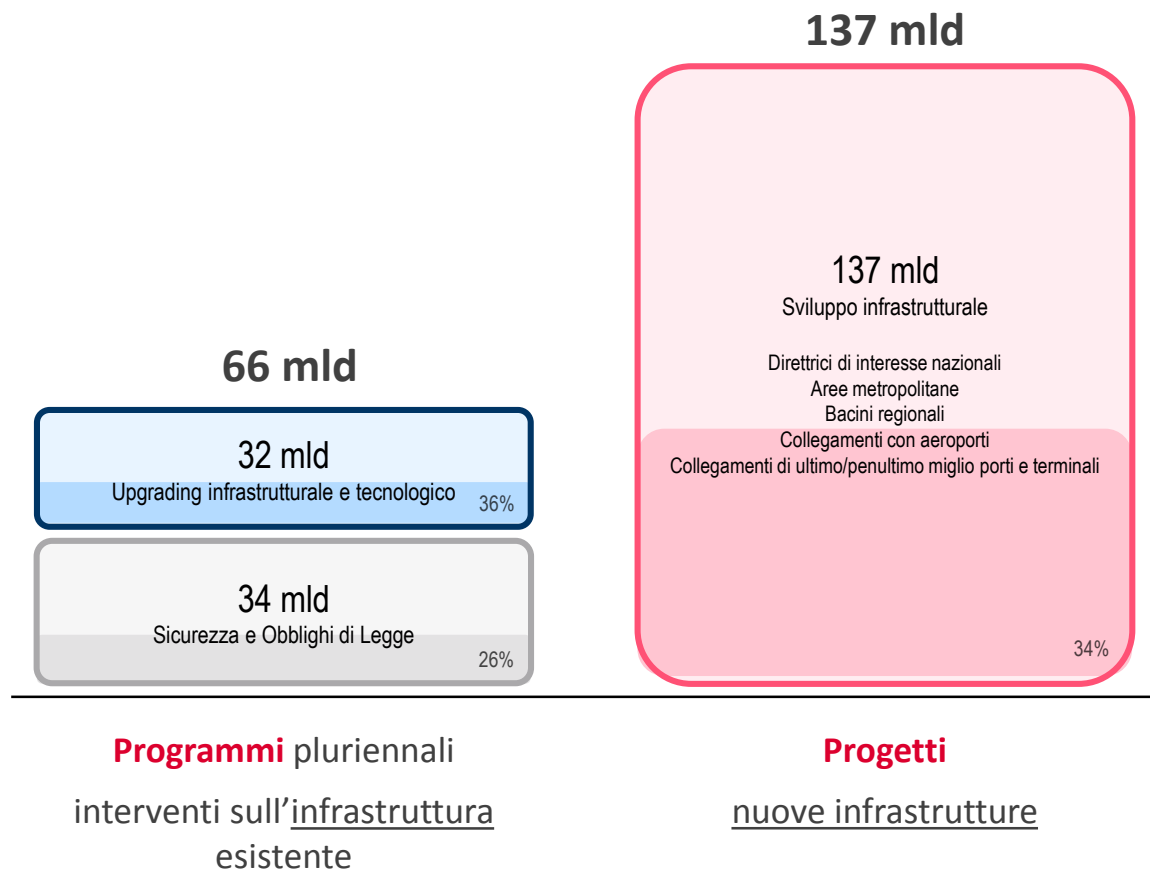 137 mld
137 mld
Sviluppo infrastrutturale
Direttrici di interesse nazionali
Aree metropolitane
Bacini regionali
Collegamenti con aeroporti
Collegamenti di ultimo/penultimo miglio porti e terminali
34%
66 mld
32 mld
Upgrading infrastrutturale e tecnologico
36%
34 mld
Sicurezza e Obblighi di Legge
26%
Programmi pluriennali
interventi sull’infrastruttura
esistente
Progetti
nuove infrastrutture